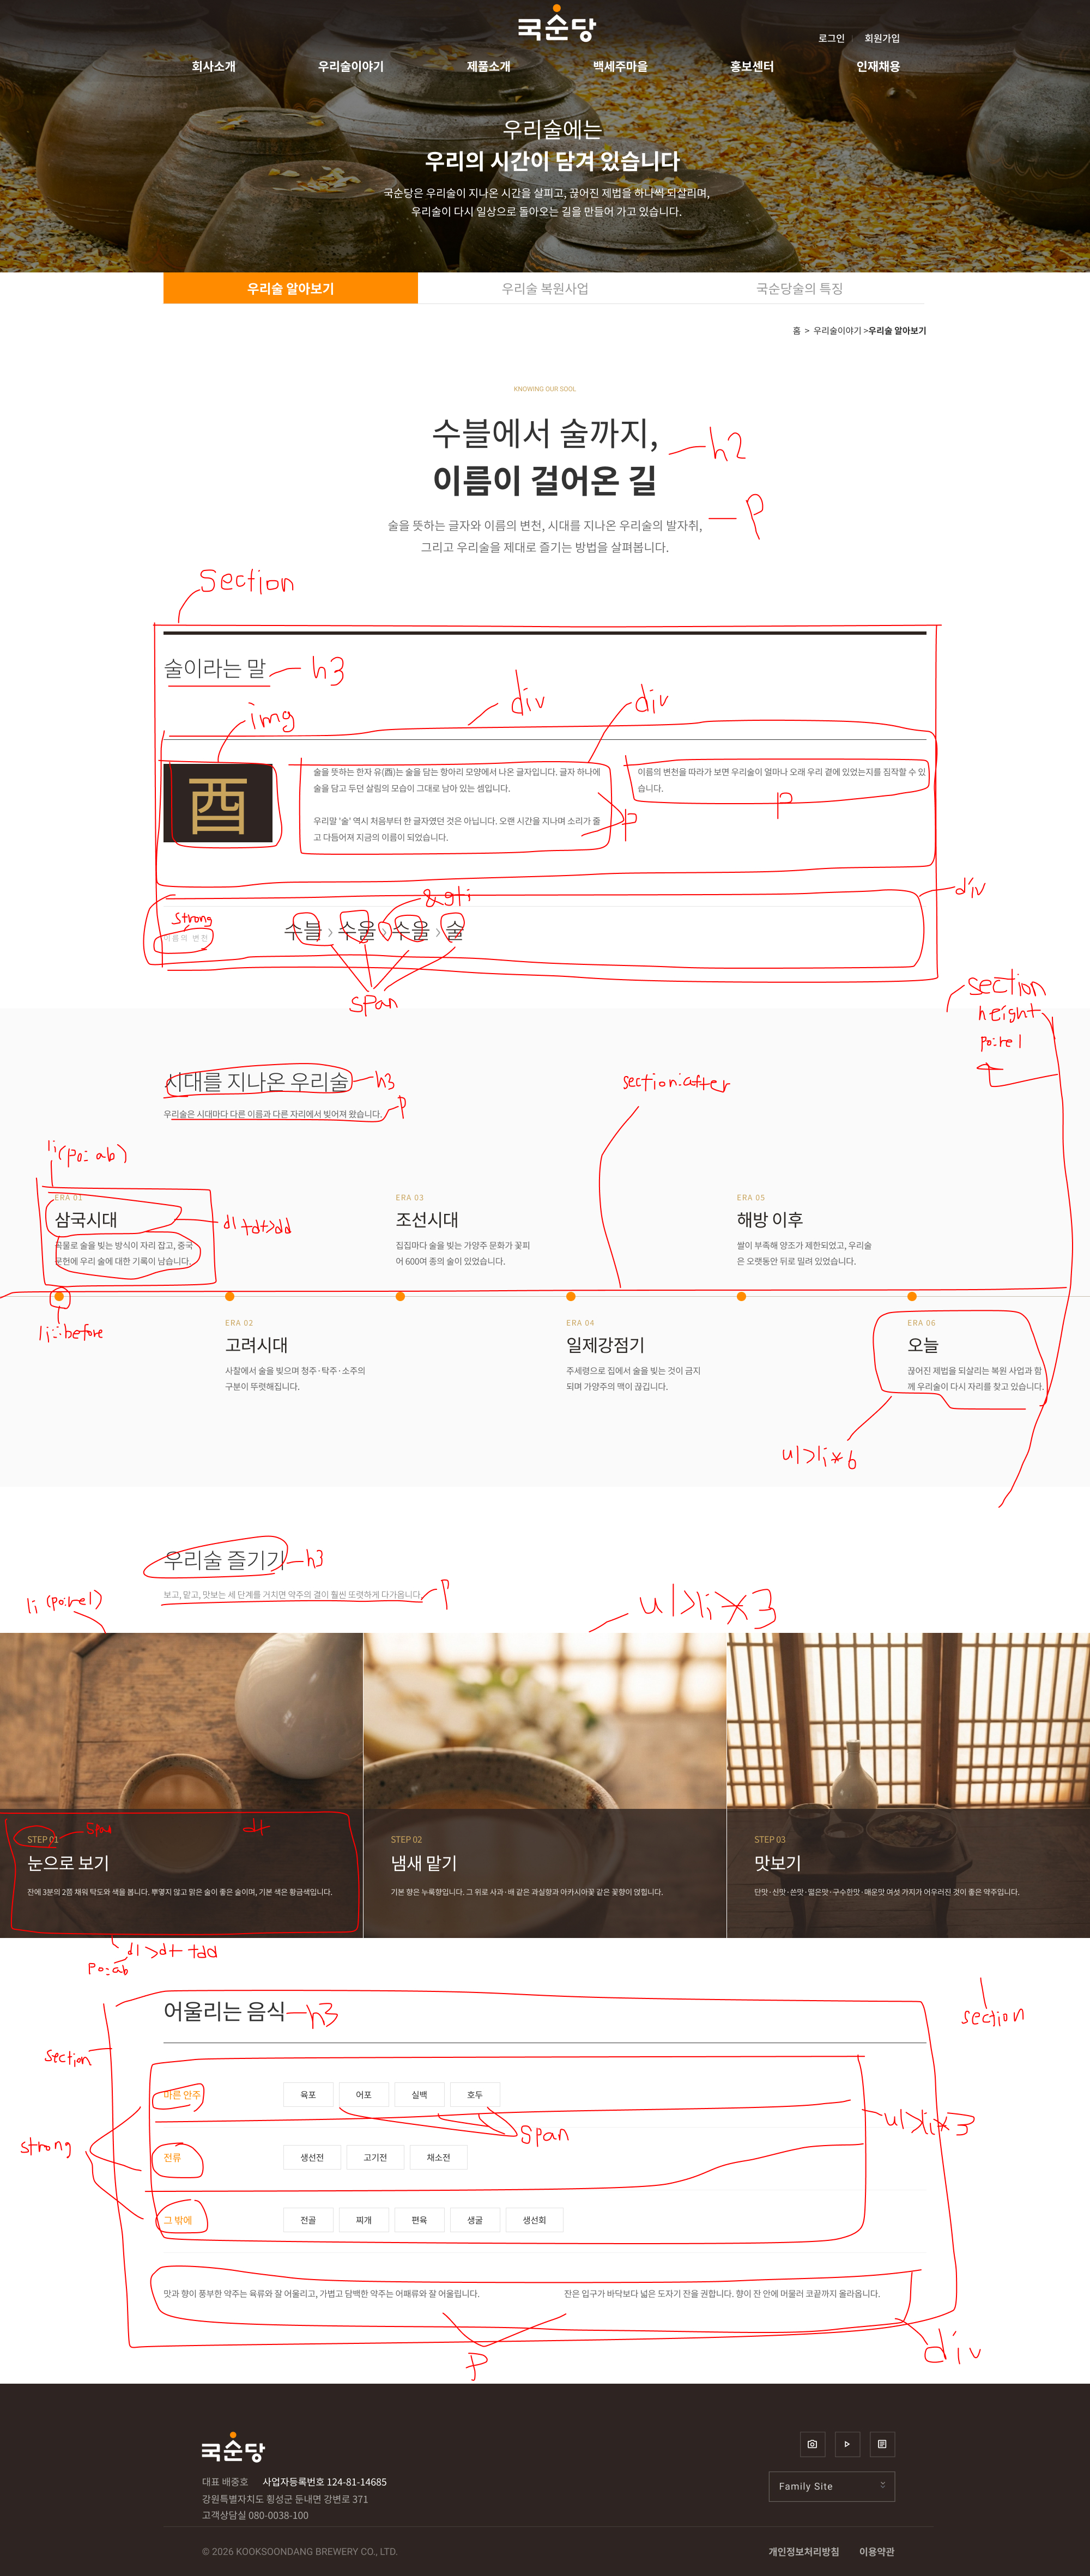 국순당
로그인 회원가입
회사소개 우리술이야기 제품소개 백세주마을 홍보센터 인재채용
우리술에는
우리의 시간이 담겨 있습니다
국순당은 우리술이 지나온 시간을 살피고, 끊어진 제법을 하나씩 되살리며,
우리술이 다시 일상으로 돌아오는 길을 만들어 가고 있습니다.
우리술 알아보기 우리술 복원사업 국순당술의 특징
홈 > 우리술이야기 >우리술 알아보기
KNOWING OUR SOOL
수블에서 술까지,
이름이 걸어온 길
h2
술을 뜻하는 글자와 이름의 변천, 시대를 지나온 우리술의 발자취,
그리고 우리술을 제대로 즐기는 방법을 살펴봅니다.
P
Section
술이라는 말
h3
img
div
div
酉
술을 뜻하는 한자 유(酉)는 술을 담는 항아리 모양에서 나온 글자입니다. 글자 하나에
술을 담고 두던 살림의 모습이 그대로 남아 있는 셈입니다.
우리말 '술' 역시 처음부터 한 글자였던 것은 아닙니다. 오랜 시간을 지나며 소리가 줄
고 다듬어져 지금의 이름이 되었습니다.
이름의 변천을 따라가 보면 우리술이 얼마나 오래 우리 곁에 있었는지를 짐작할 수 있
습니다.
P
P
&gt;
div
strong
이름의 변천
수블 › 수울 › 수을 › 술
span
section
height
po:rel
시대를 지나온 우리술
h3
우리술은 시대마다 다른 이름과 다른 자리에서 빚어져 왔습니다.
p
section:after
li(po:ab)
ERA 01
삼국시대
곡물로 술을 빚는 방식이 자리 잡고, 중국
문헌에 우리 술에 대한 기록이 남습니다.
dl+dt>dd
ERA 03
조선시대
집집마다 술을 빚는 가양주 문화가 꽃피
어 600여 종의 술이 있었습니다.
ERA 05
해방 이후
쌀이 부족해 양조가 제한되었고, 우리술
은 오랫동안 뒤로 밀려 있었습니다.
li::before
ERA 02
고려시대
사찰에서 술을 빚으며 청주·탁주·소주의
구분이 뚜렷해집니다.
ERA 04
일제강점기
주세령으로 집에서 술을 빚는 것이 금지
되며 가양주의 맥이 끊깁니다.
ERA 06
오늘
끊어진 제법을 되살리는 복원 사업과 함
께 우리술이 다시 자리를 찾고 있습니다.
ul>li*6
우리술 즐기기
h3
보고, 맡고, 맛보는 세 단계를 거치면 약주의 결이 훨씬 또렷하게 다가옵니다.
P
li (po:rel)
ul>li*3
STEP 01
span
dt
눈으로 보기
잔에 3분의 2쯤 채워 탁도와 색을 봅니다. 뿌옇지 않고 맑은 술이 좋은 술이며, 기본 색은 황금색입니다.
STEP 02
냄새 맡기
기본 향은 누룩향입니다. 그 위로 사과·배 같은 과실향과 아카시아꽃 같은 꽃향이 얹힙니다.
STEP 03
맛보기
단맛·신맛·쓴맛·떫은맛·구수한맛·매운맛 여섯 가지가 어우러진 것이 좋은 약주입니다.
dl>dt+dd
po:ab
어울리는 음식
h3
section
section
마른 안주 육포 어포 실백 호두
span
ul>li*3
strong
전류 생선전 고기전 채소전
그 밖에 전골 찌개 편육 생굴 생선회
맛과 향이 풍부한 약주는 육류와 잘 어울리고, 가볍고 담백한 약주는 어패류와 잘 어울립니다.
잔은 입구가 바닥보다 넓은 도자기 잔을 권합니다. 향이 잔 안에 머물러 코끝까지 올라옵니다.
P
div
국순당
대표 배중호 사업자등록번호 124-81-14685
강원특별자치도 횡성군 둔내면 강변로 371
고객상담실 080-0038-100
Family Site
© 2026 KOOKSOONDANG BREWERY CO., LTD.
개인정보처리방침 이용약관